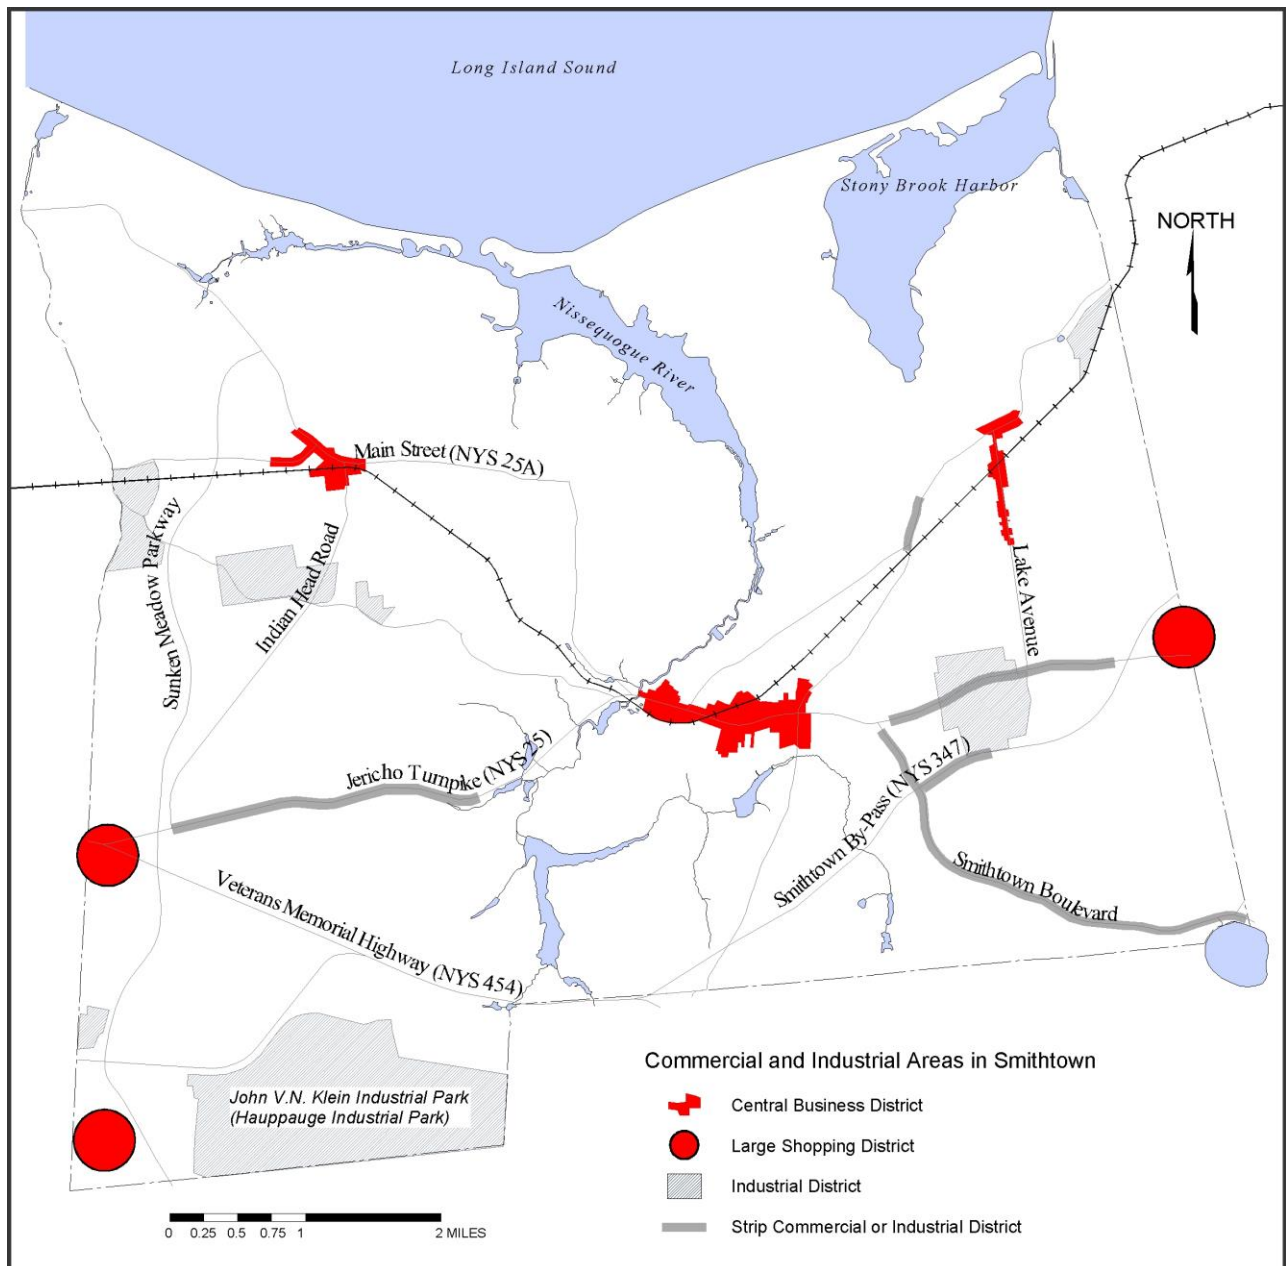 Long Island Sound
Stony Brook Harbor
NORTH
Nissequogue River
Main Street (NYS 25A)
Sunken Meadow Parkway
Indian Head Road
Lake Avenue
Jericho Turnpike (NYS 25)
Smithtown By-Pass (NYS 347)
Smithtown Boulevard
Veterans Memorial Highway (NYS 454)
John V.N. Klein Industrial Park
(Hauppauge Industrial Park)
Commercial and Industrial Areas in Smithtown
Central Business District
Large Shopping District
Industrial District
Strip Commercial or Industrial District
0 0.25 0.5 0.75 1 2 MILES